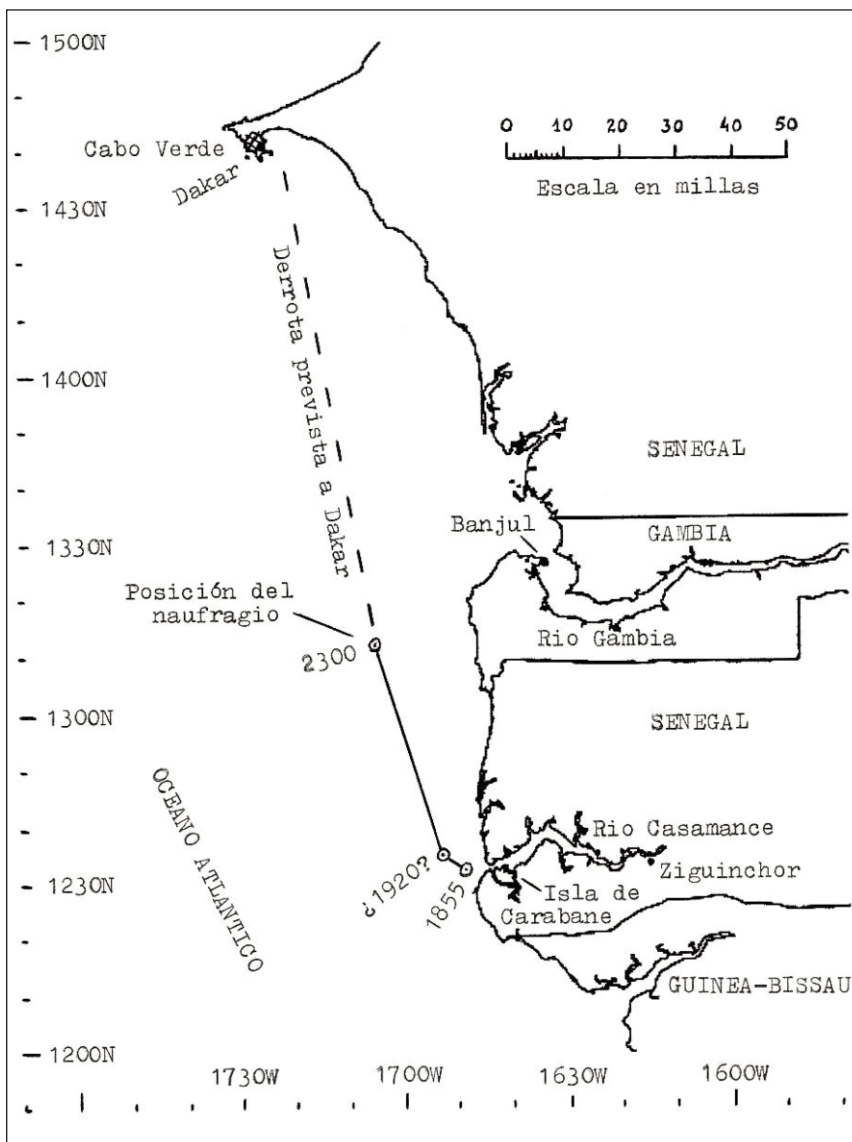 1500N
0 10 20 30 40 50
Escala en millas
Cabo Verde
Dakar
1430N
Derrota prevista a Dakar
1400N
SENEGAL
Banjul
GAMBIA
1330N
Posición del
naufragio
2300
Rio Gambia
1300N
SENEGAL
OCEANO ATLANTICO
Rio Casamance
Ziguinchor
¿1920?
1855
Isla de
Carabane
1230N
GUINEA-BISSAU
1200N
1730W 1700W 1630W 1600W